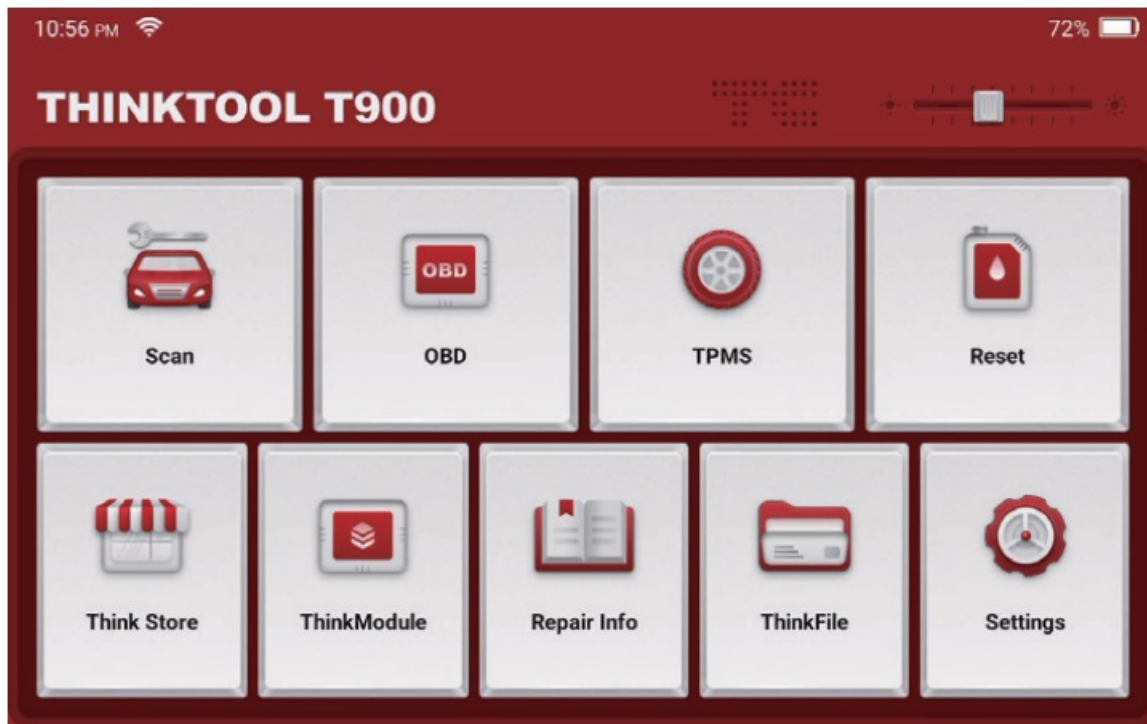 10:56 PM
72%
THINKTOOL T900
OBD
Scan
OBD
TPMS
Reset
Think Store
ThinkModule
Repair Info
ThinkFile
Settings